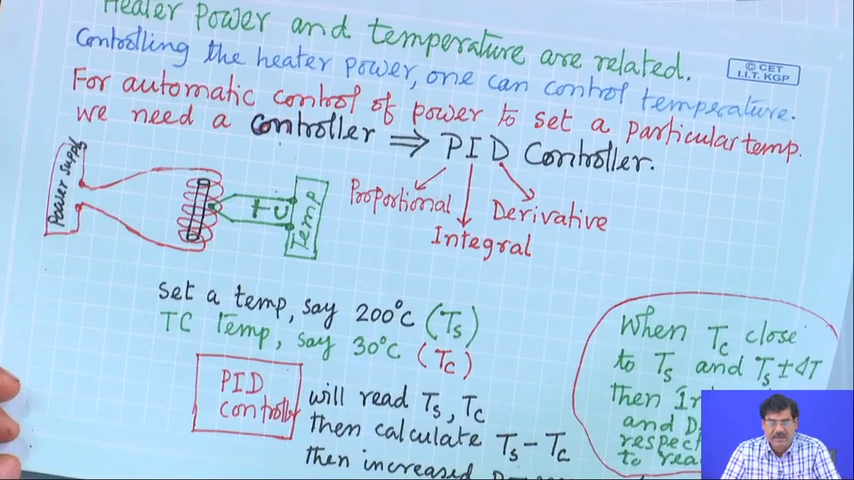 Heater Power and temperature are related.
© CET
I.I.T. KGP
Controlling the heater power, one can control temperature.
For automatic control of power to set a particular temp.
we need a controller ⇒ PID Controller.
Power Supply
t-v
Temp
Proportional
Integral
Derivative
Set a temp, say 200°C (Ts)
TC Temp, say 30°C (Tc)
PID
controller
will read Ts, Tc
then calculate Ts - Tc
then increased
When Tc close
to Ts and Ts ± ΔT
then
and
respect
to